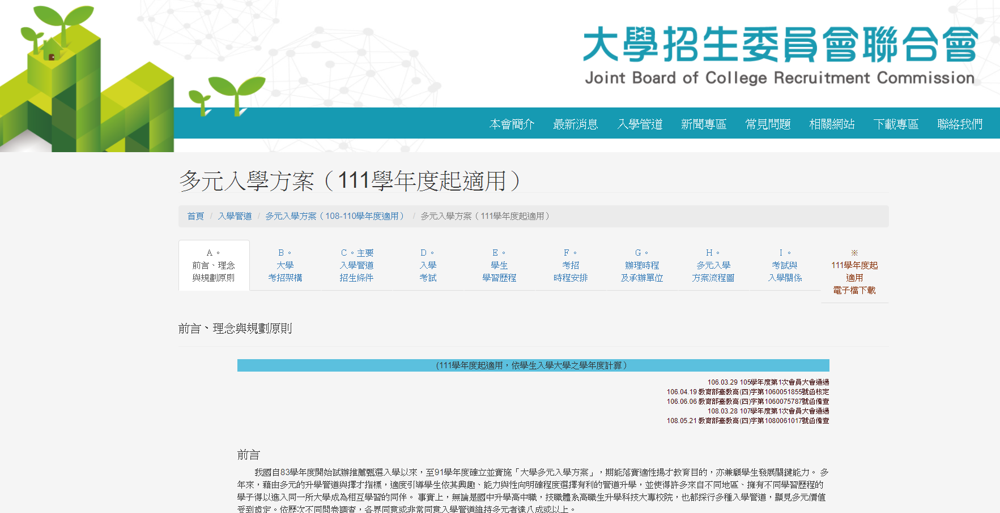 大學招生委員會聯合會
Joint Board of College Recruitment Commission
本會簡介 最新消息 入學管道 新聞專區 常見問題 相關網站 下載專區 聯絡我們
多元入學方案（111學年度起適用）
首頁 / 入學管道 / 多元入學方案（108-110學年度適用） / 多元入學方案（111學年度起適用）
A。
前言、理念
與規劃原則
B。
大學
考招架構
C。主要
入學管道
招生條件
D。
入學
考試
E。
學生
學習歷程
F。
考招
時程安排
G。
辦理時程
及承辦單位
H。
多元入學
方案流程圖
I。
考試與
入學關係
※
111學年度起
適用
電子檔下載
前言、理念與規劃原則
(111學年度起適用，依學生入學大學之學年度計算）
106.03.29 105學年度第1次會員大會通過
106.04.19 教育部臺教高(四)字第1060051855號函核定
106.06.06 教育部臺教高(四)字第1060075787號函備查
108.03.28 107學年度第1次會員大會通過
108.05.21 教育部臺教高(四)字第1080061017號函備查
前言
我國自83學年度開始試辦推薦甄選入學以來，至91學年度確立並實施「大學多元入學方案」，期能落實適性揚才教育目的，亦兼顧學生發展關鍵能力。 多
年來，藉由多元的升學管道與擇才指標，適度引導學生依其興趣、能力與性向明確程度選擇有利的管道升學，並使得許多來自不同地區、擁有不同學習歷程的
學子得以進入同一所大學成為相互學習的同伴。 事實上，無論是國中升學高中職，技職體系高職生升學科技大專校院，也都採行多種入學管道，顯見多元價值
受到肯定。依歷次不同問卷調查，各界同意或非常同意入學管道維持多元者達八成或以上。